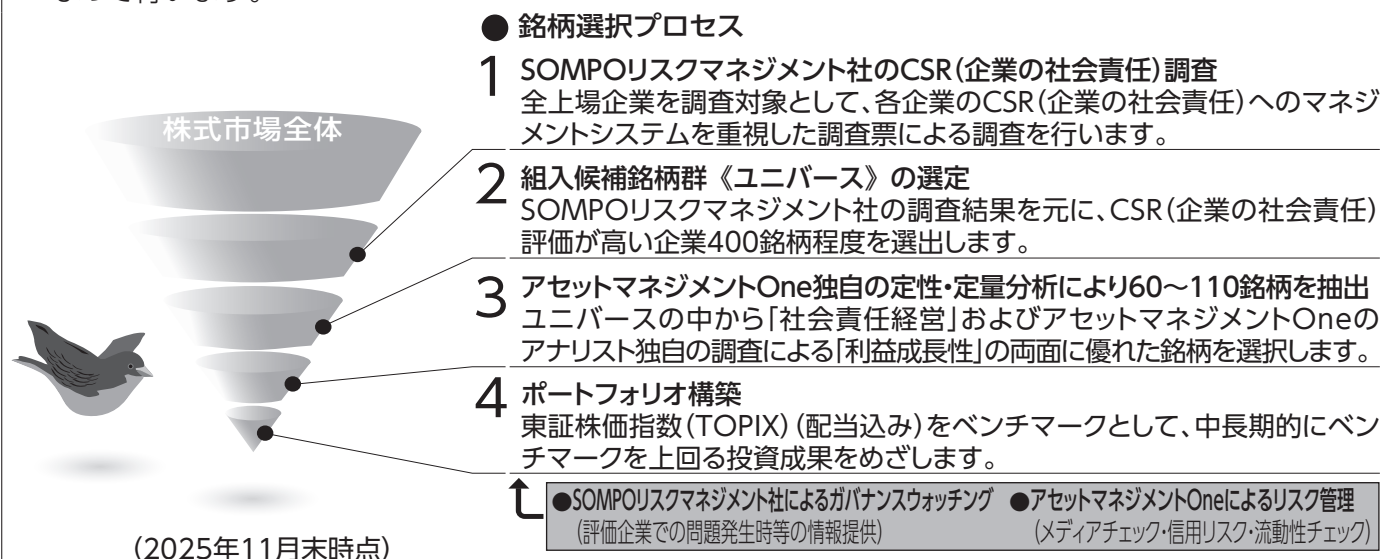 ● 銘柄選択プロセス
1 SOMPOリスクマネジメント社のCSR(企業の社会責任)調査
全上場企業を調査対象として、各企業のCSR(企業の社会責任)へのマネジ
メントシステムを重視した調査票による調査を行います。
株式市場全体
2 組入候補銘柄群《ユニバース》の選定
SOMPOリスクマネジメント社の調査結果を元に、CSR(企業の社会責任)
評価が高い企業400銘柄程度を選出します。
3 アセットマネジメントOne独自の定性・定量分析により60〜110銘柄を抽出
ユニバースの中から「社会責任経営」およびアセットマネジメントOneの
アナリスト独自の調査による「利益成長性」の両面に優れた銘柄を選択します。
4 ポートフォリオ構築
東証株価指数(TOPIX)(配当込み)をベンチマークとして、中長期的にベン
チマークを上回る投資成果をめざします。
●SOMPOリスクマネジメント社によるガバナンスウォッチング ●アセットマネジメントOneによるリスク管理
(評価企業での問題発生時等の情報提供) (メディアチェック・信用リスク・流動性チェック)
(2025年11月末時点)